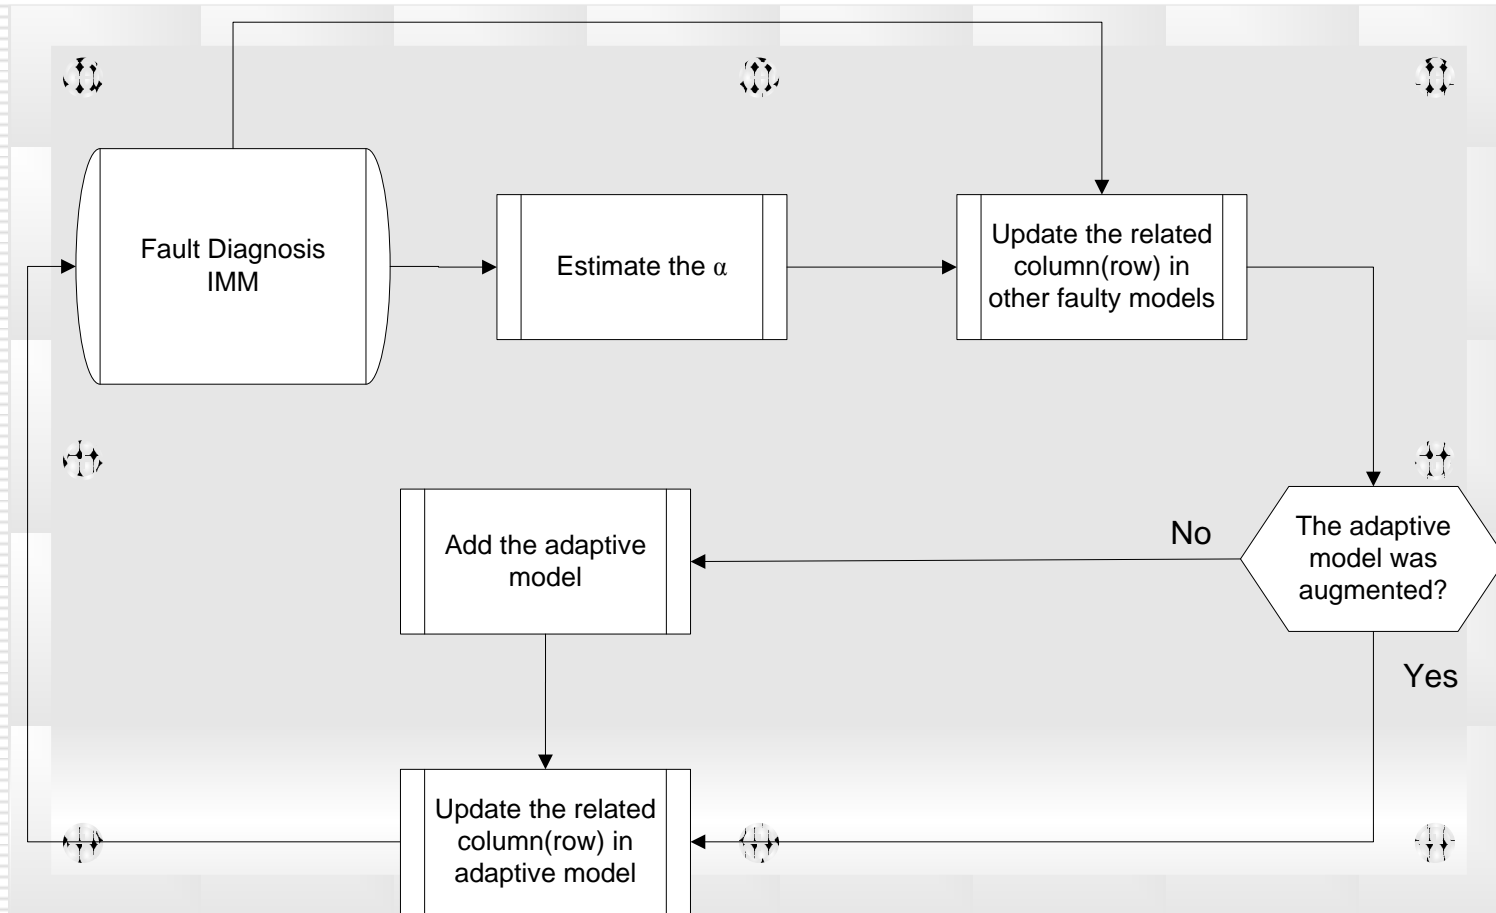 Fault Diagnosis
IMM
Estimate the α
Update the related
column(row) in
other faulty models
The adaptive
model was
augmented?
No
Yes
Add the adaptive
model
Update the related
column(row) in
adaptive model